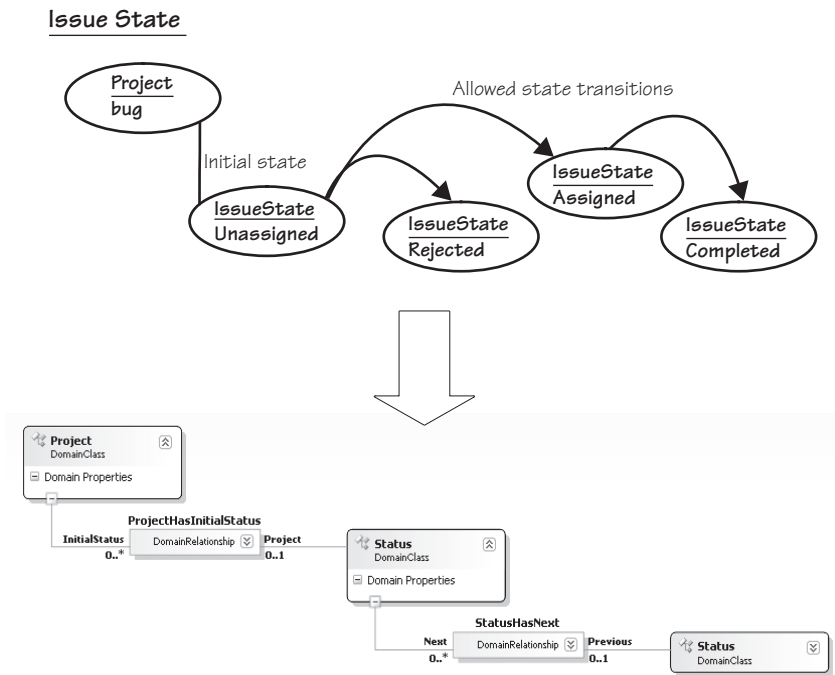 Issue State
Project
bug
Allowed state transitions
Initial state
IssueState
Unassigned
IssueState
Rejected
IssueState
Assigned
IssueState
Completed
Project
DomainClass
Domain Properties
ProjectHasInitialStatus
InitialStatus
0..*
DomainRelationship
Project
0..1
Status
DomainClass
Domain Properties
StatusHasNext
Next
0..*
DomainRelationship
Previous
0..1
Status
DomainClass